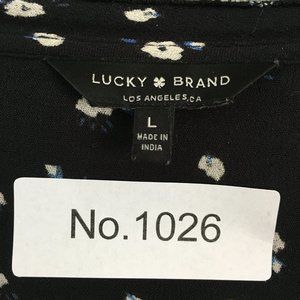 LUCKY BRAND
LOS ANGELES, CA
L
MADE IN
INDIA
No.1026